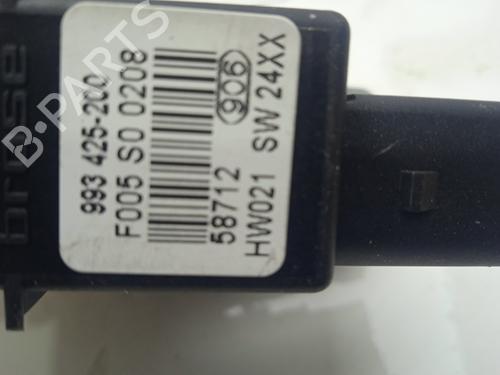 brose
993 425-200
F005 S0 0208
906
58712
HW021 SW 24XX
B-PARTS